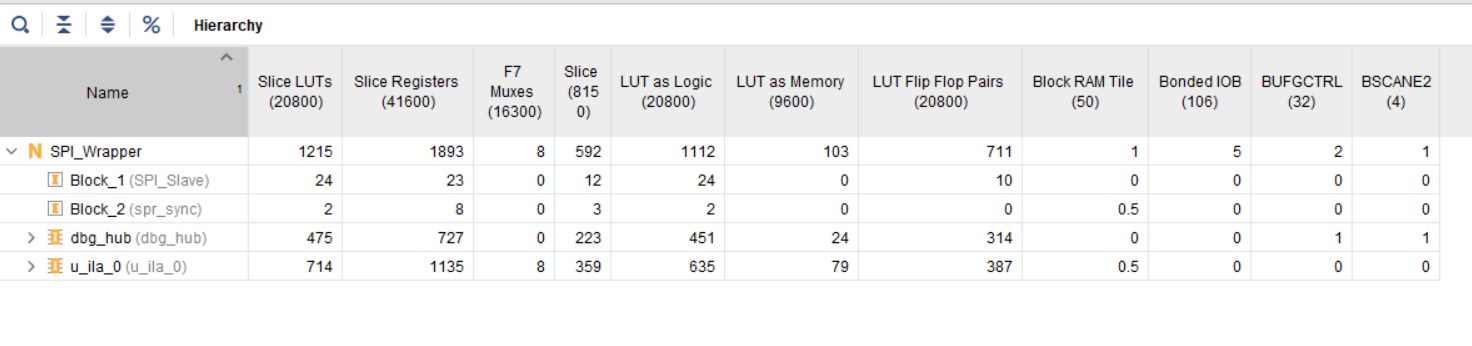 % Hierarchy
Name 1 Slice LUTs (20800) Slice Registers (41600) F7 Muxes (16300) Slice (815 0) LUT as Logic (20800) LUT as Memory (9600) LUT Flip Flop Pairs (20800) Block RAM Tile (50) Bonded IOB (106) BUFGCTRL (32) BSCANE2 (4)
N SPI_Wrapper 1215 1893 8 592 1112 103 711 1 5 2 1
I Block_1 (SPI_Slave) 24 23 0 12 24 0 10 0 0 0 0
I Block_2 (spr_sync) 2 8 0 3 2 0 0 0.5 0 0 0
dbg_hub (dbg_hub) 475 727 0 223 451 24 314 0 0 1 1
u_ila_0 (u_ila_0) 714 1135 8 359 635 79 387 0.5 0 0 0